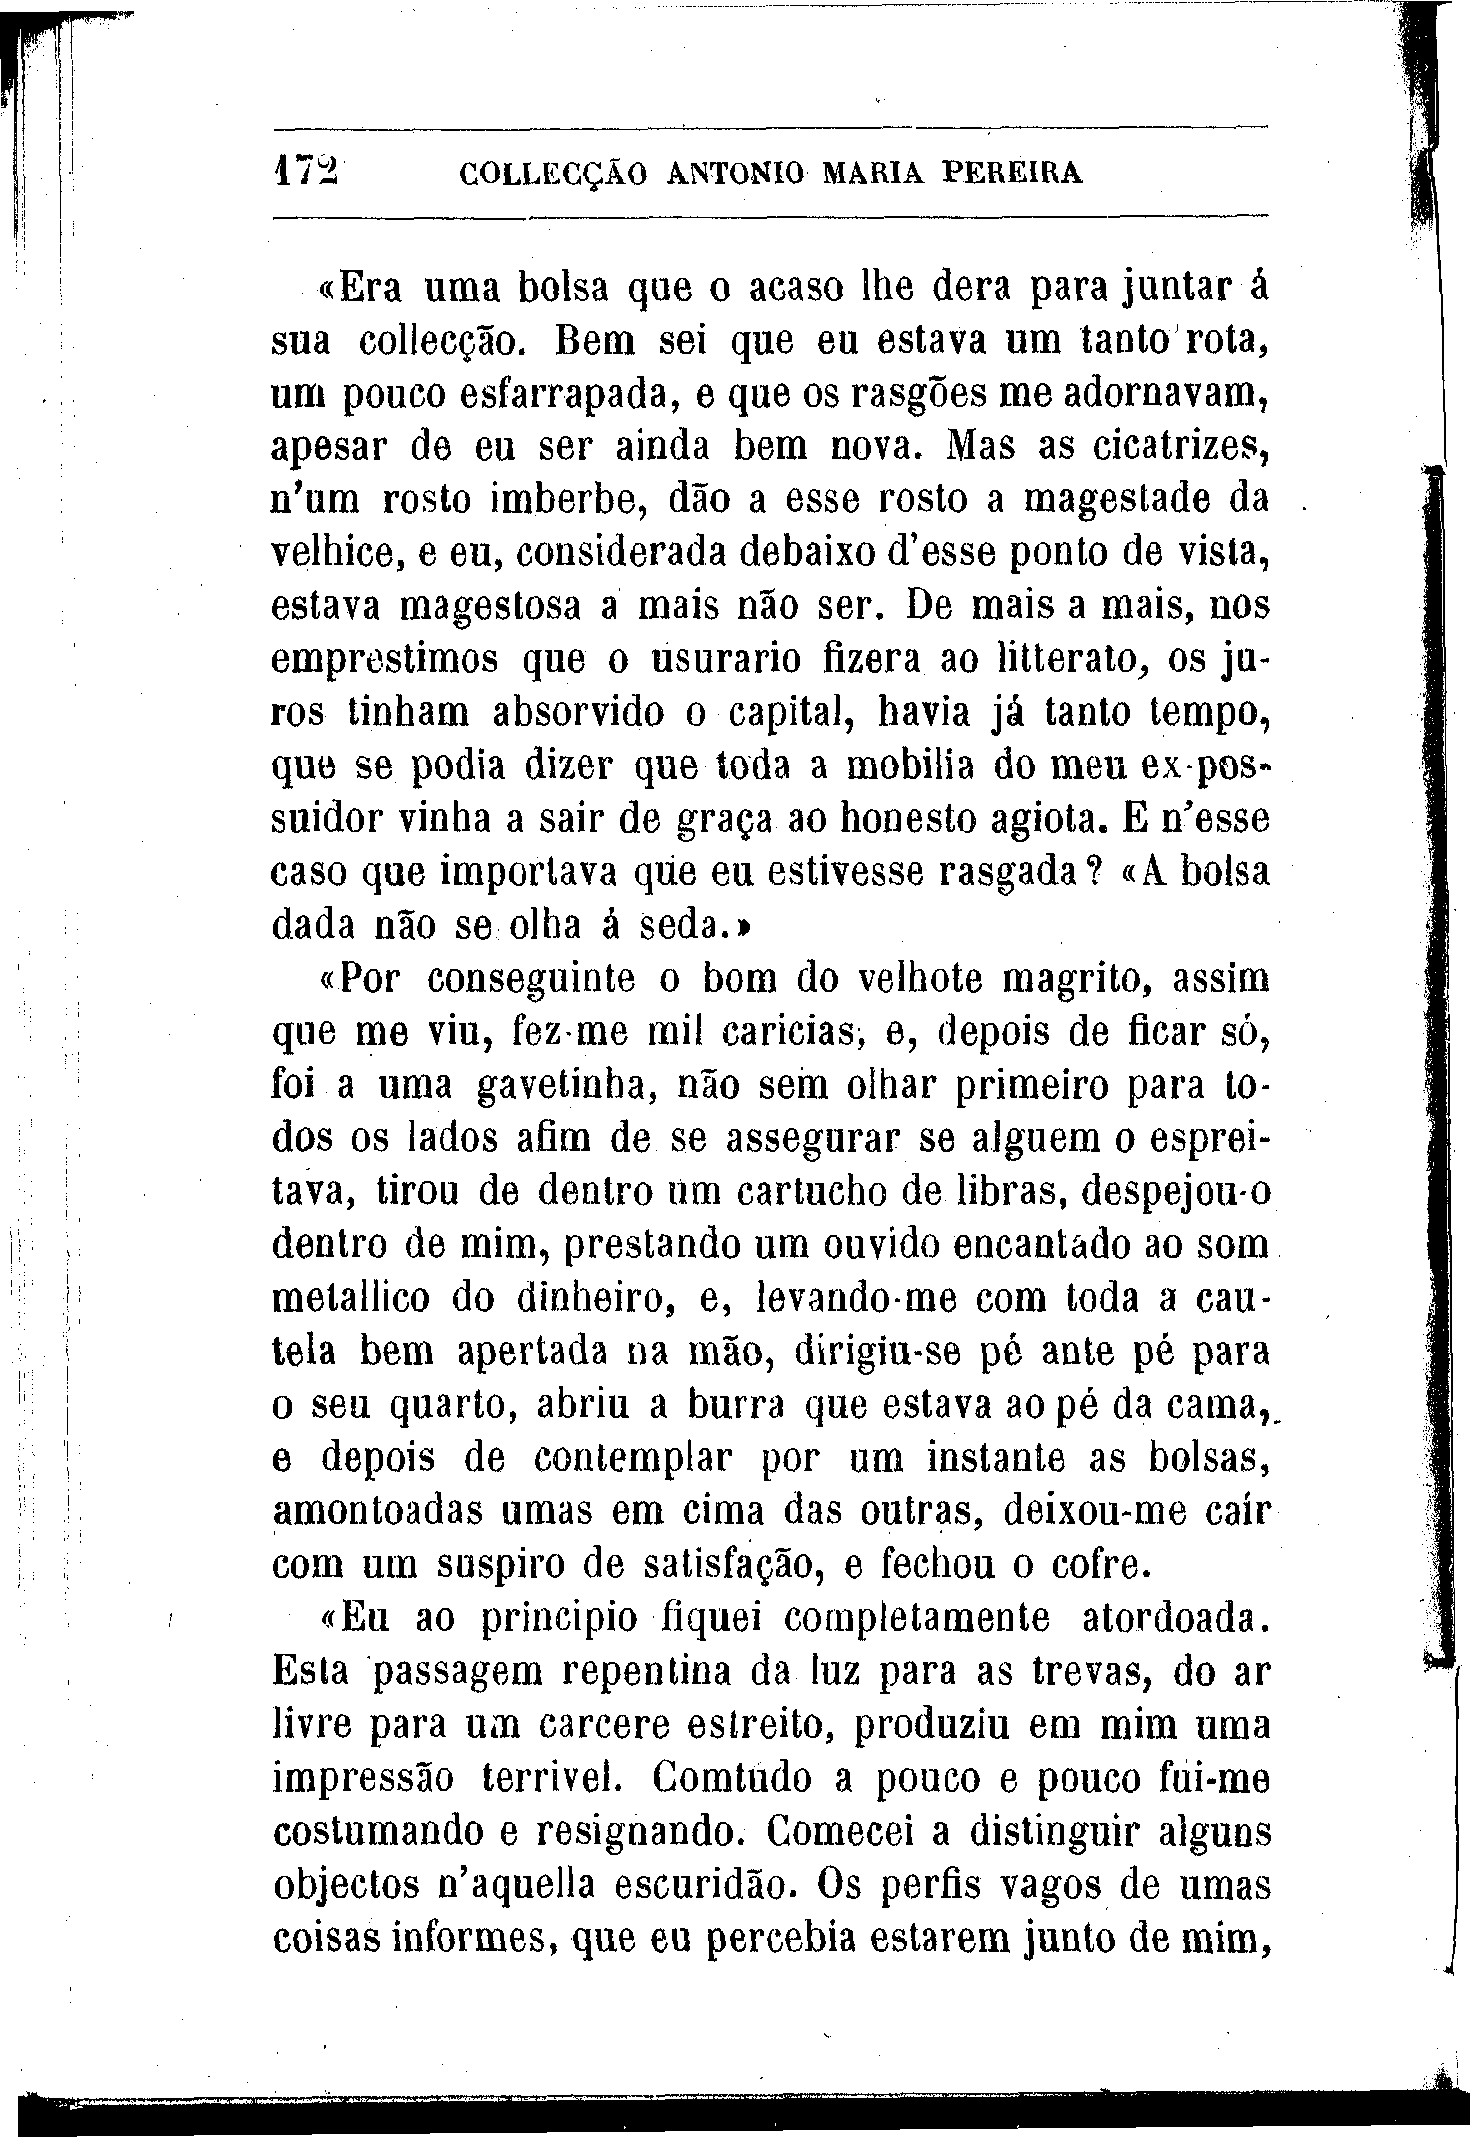 172 COLLECÇÃO ANTONIO MARIA PEREIRA
«Era uma bolsa que o acaso lhe dera para juntar á
sua collecção. Bem sei que eu estava um tanto rota,
um pouco esfarrapada, e que os rasgões me adornavam,
apesar de eu ser ainda bem nova. Mas as cicatrizes,
n'um rosto imberbe, dão a esse rosto a magestade da
velhice, e eu, considerada debaixo d'esse ponto de vista,
estava magestosa a mais não ser. De mais a mais, nos
emprestimos que o usurario fizera ao litterato, os ju-
ros tinham absorvido o capital, havia já tanto tempo,
que se podia dizer que toda a mobilia do meu ex-pos-
suidor vinha a sair de graça ao honesto agiota. E n'esse
caso que importava que eu estivesse rasgada? «A bolsa
dada não se olha á seda.»
«Por conseguinte o bom do velhote magrito, assim
que me viu, fez-me mil caricias, e, depois de ficar só,
foi a uma gavetinha, não sem olhar primeiro para to-
dos os lados afim de se assegurar se alguem o esprei-
tava, tirou de dentro um cartucho de libras, despejou-o
dentro de mim, prestando um ouvido encantado ao som
metallico do dinheiro, e, levando-me com toda a cau-
tela bem apertada na mão, dirigiu-se pé ante pé para
o seu quarto, abriu a burra que estava ao pé da cama,
e depois de contemplar por um instante as bolsas,
amontoadas umas em cima das outras, deixou-me caír
com um suspiro de satisfação, e fechou o cofre.
«Eu ao principio fiquei completamente atordoada.
Esta passagem repentina da luz para as trevas, do ar
livre para um carcere estreito, produziu em mim uma
impressão terrivel. Comtudo a pouco e pouco fui-me
costumando e resignando. Comecei a distinguir alguns
objectos n'aquella escuridão. Os perfis vagos de umas
coisas informes, que eu percebia estarem junto de mim,